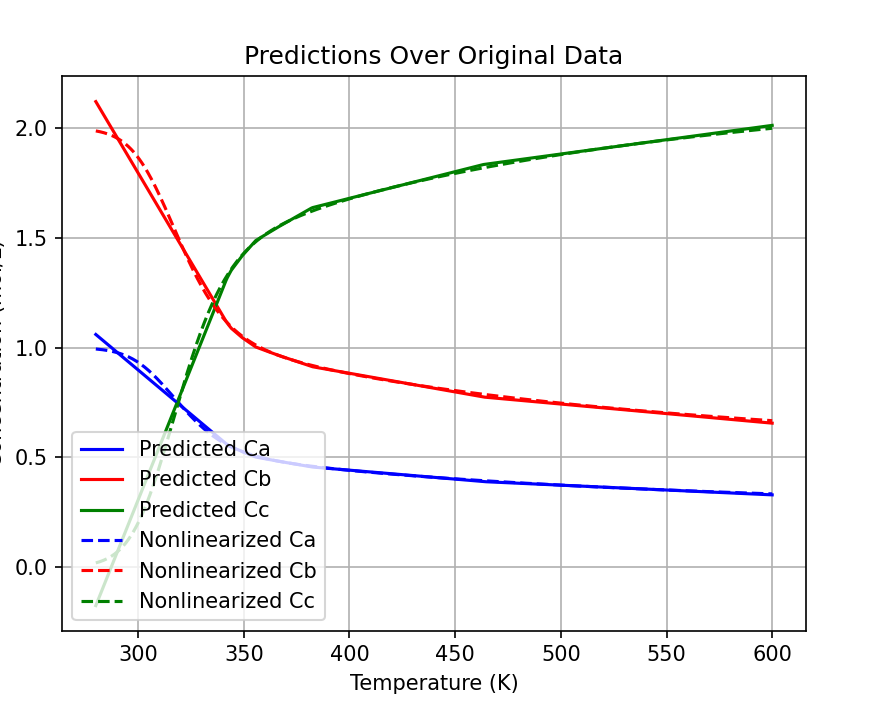 Predictions Over Original Data
2.0
1.5
1.0
0.5
0.0
Predicted Ca
Predicted Cb
Predicted Cc
Nonlinearized Ca
Nonlinearized Cb
Nonlinearized Cc
300 350 400 450 500 550 600
Temperature (K)